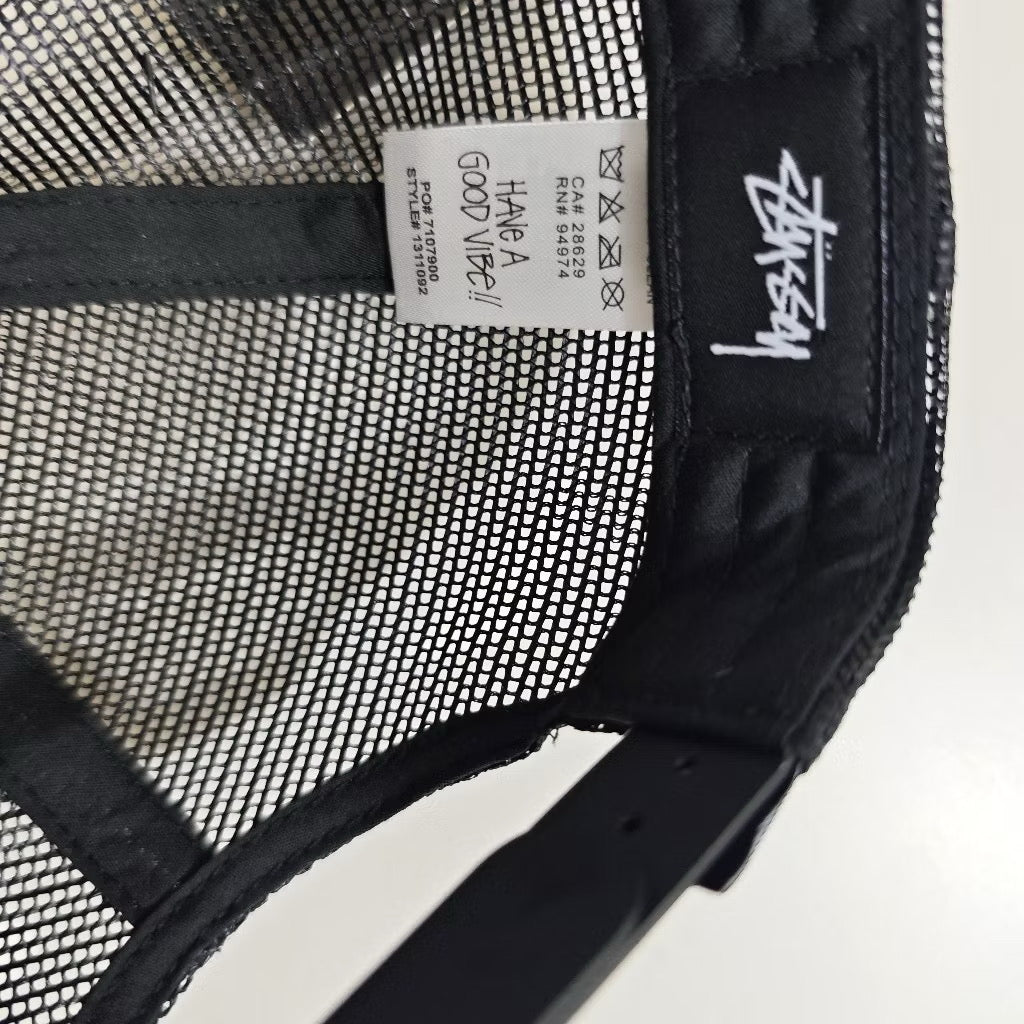 STÜSSY
CA# 28629
RN# 94974
HAVE A
GOOD VIBE!!
PO# 7107900
STYLE# 1311092